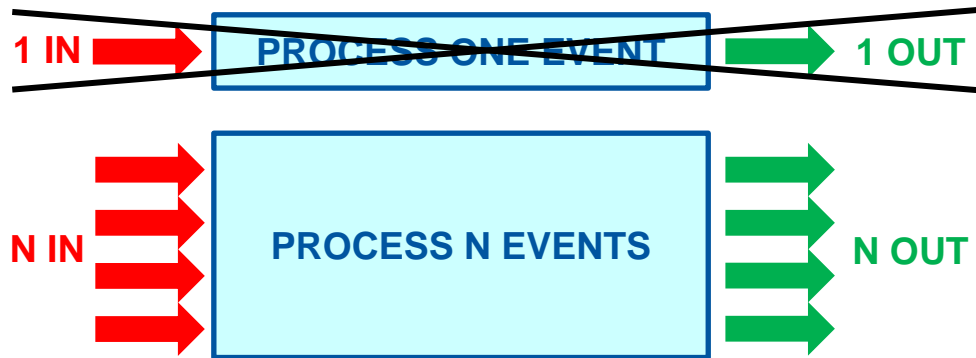 1 IN
PROCESS ONE EVENT
1 OUT
N IN
PROCESS N EVENTS
N OUT